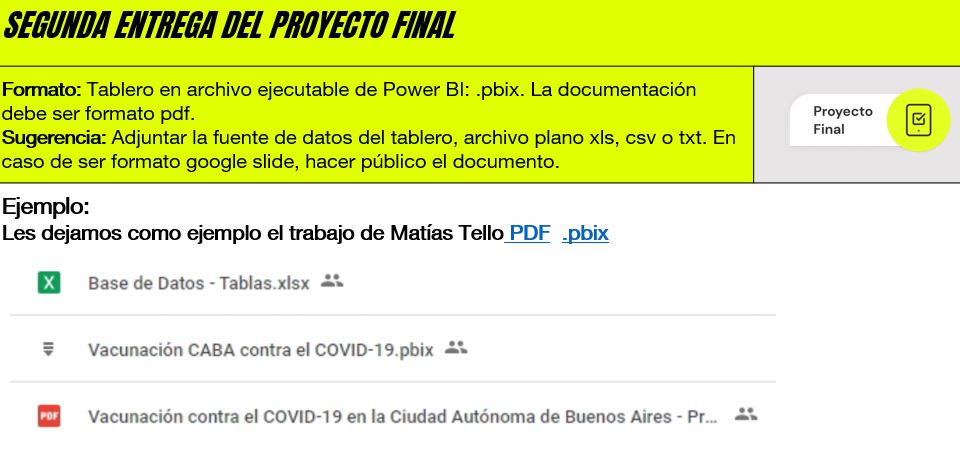 SEGUNDA ENTREGA DEL PROYECTO FINAL
Formato: Tablero en archivo ejecutable de Power BI: .pbix. La documentación
debe ser formato pdf.
Sugerencia: Adjuntar la fuente de datos del tablero, archivo plano xls, csv o txt. En
caso de ser formato google slide, hacer público el documento.
Proyecto
Final
Ejemplo:
Les dejamos como ejemplo el trabajo de Matías Tello PDF .pbix
X Base de Datos - Tablas.xlsx
Vacunación CABA contra el COVID-19.pbix
PDF Vacunación contra el COVID-19 en la Ciudad Autónoma de Buenos Aires - Pr...